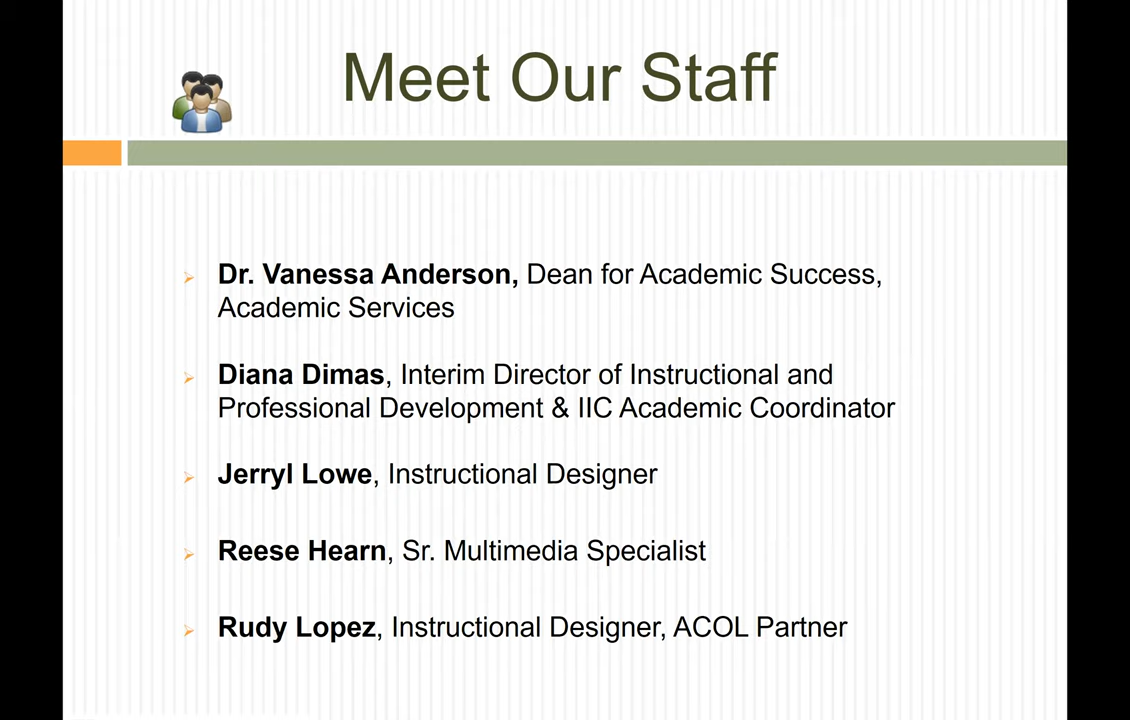 Meet Our Staff
Dr. Vanessa Anderson, Dean for Academic Success,
Academic Services
Diana Dimas, Interim Director of Instructional and
Professional Development & IIC Academic Coordinator
Jerryl Lowe, Instructional Designer
Reese Hearn, Sr. Multimedia Specialist
Rudy Lopez, Instructional Designer, ACOL Partner